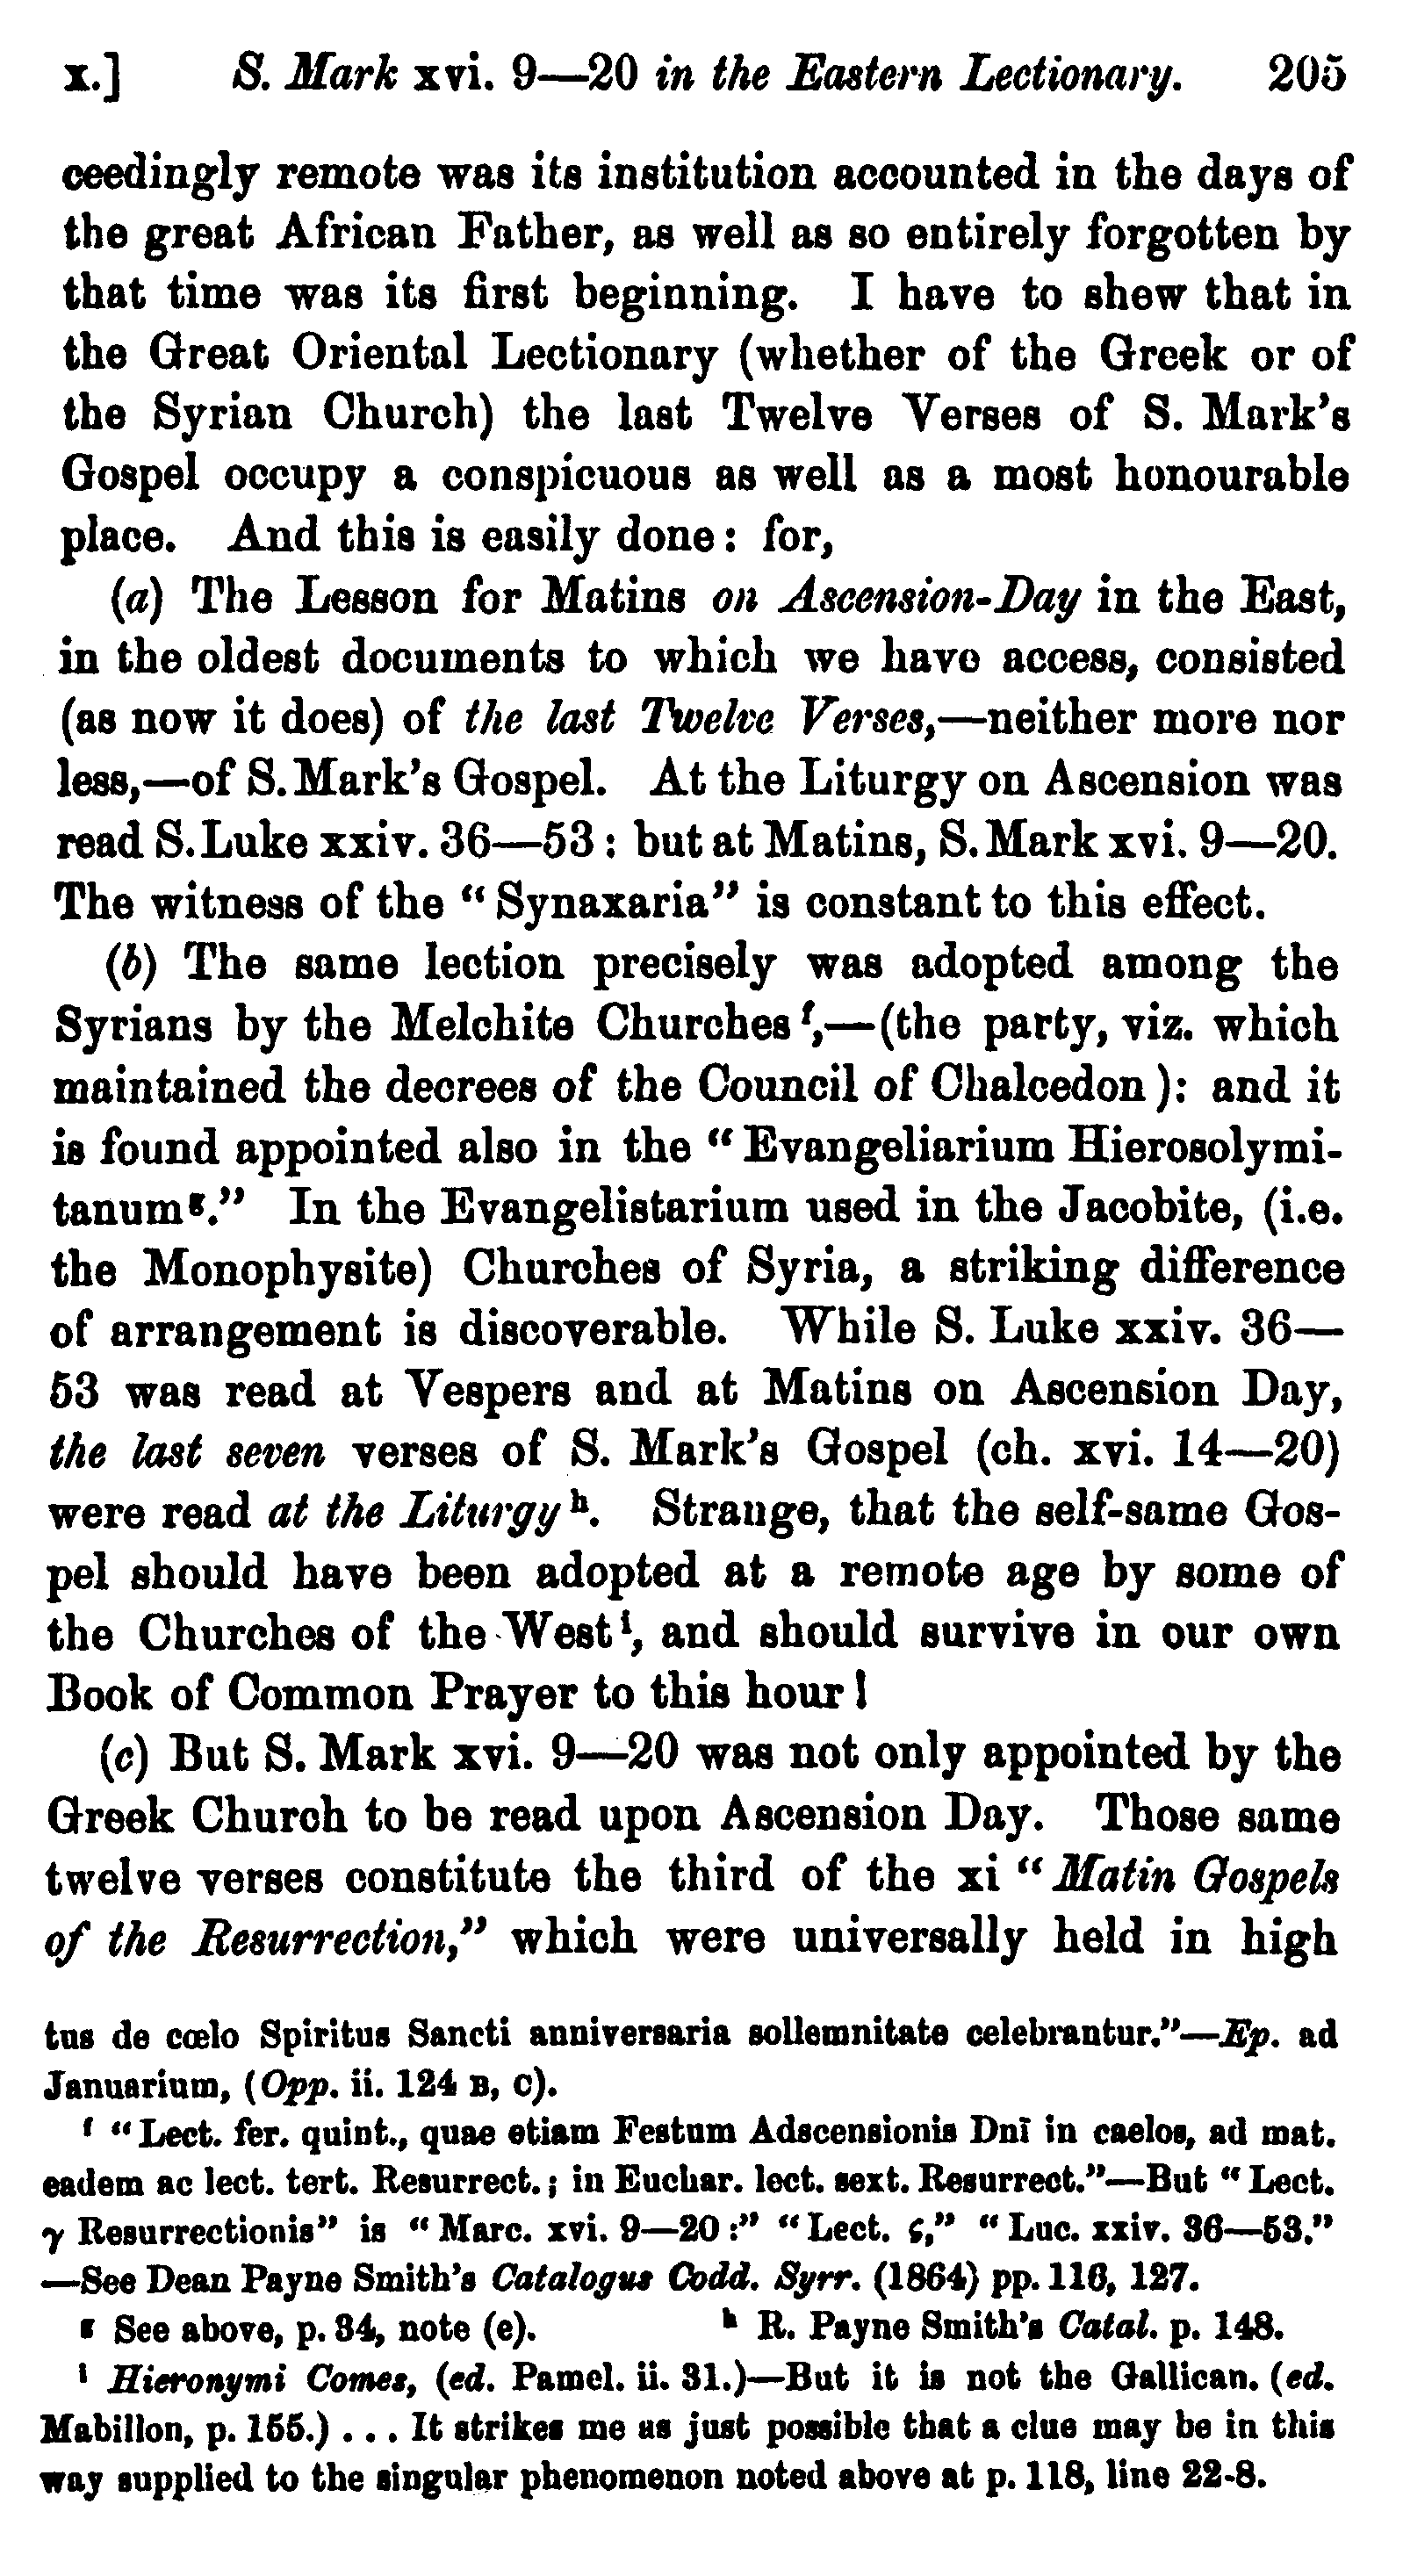 x.] S. Mark xvi. 9—20 in the Eastern Lectionary. 205
ceedingly remote was its institution accounted in the days of
the great African Father, as well as so entirely forgotten by
that time was its first beginning. I have to shew that in
the Great Oriental Lectionary (whether of the Greek or of
the Syrian Church) the last Twelve Verses of S. Mark's
Gospel occupy a conspicuous as well as a most honourable
place. And this is easily done: for,
(a) The Lesson for Matins on Ascension-Day in the East,
in the oldest documents to which we have access, consisted
(as now it does) of the last Twelve Verses,—neither more nor
less,—of S. Mark's Gospel. At the Liturgy on Ascension was
read S. Luke xxiv. 36—53: but at Matins, S. Mark xvi. 9—20.
The witness of the “Synaxaria” is constant to this effect.
(b) The same lection precisely was adopted among the
Syrians by the Melchite Churches f,—(the party, viz. which
maintained the decrees of the Council of Chalcedon): and it
is found appointed also in the “Evangeliarium Hierosolymi-
tanum g.” In the Evangelistarium used in the Jacobite, (i.e.
the Monophysite) Churches of Syria, a striking difference
of arrangement is discoverable. While S. Luke xxiv. 36—
53 was read at Vespers and at Matins on Ascension Day,
the last seven verses of S. Mark's Gospel (ch. xvi. 14—20)
were read at the Liturgy h. Strange, that the self-same Gos-
pel should have been adopted at a remote age by some of
the Churches of the West i, and should survive in our own
Book of Common Prayer to this hour!
(c) But S. Mark xvi. 9—20 was not only appointed by the
Greek Church to be read upon Ascension Day. Those same
twelve verses constitute the third of the xi “Matin Gospels
of the Resurrection,” which were universally held in high
tus de cœlo Spiritus Sancti anniversaria sollemnitate celebrantur.”—Ep. ad
Januarium, (Opp. ii. 124 B, C).
f “Lect. fer. quint., quae etiam Festum Adscensionis Dnī in caelos, ad mat.
eadem ac lect. tert. Resurrect.; in Euchar. lect. sext. Resurrect.”—But “Lect.
γ Resurrectionis” is “Marc. xvi. 9—20:” “Lect. ς,” “Luc. xxiv. 36—53.”
—See Dean Payne Smith's Catalogus Codd. Syrr. (1864) pp. 116, 127.
g See above, p. 34, note (e). h R. Payne Smith's Catal. p. 148.
i Hieronymi Comes, (ed. Pamel. ii. 31.)—But it is not the Gallican. (ed.
Mabillon, p. 155.) ... It strikes me as just possible that a clue may be in this
way supplied to the singular phenomenon noted above at p. 118, line 22-8.